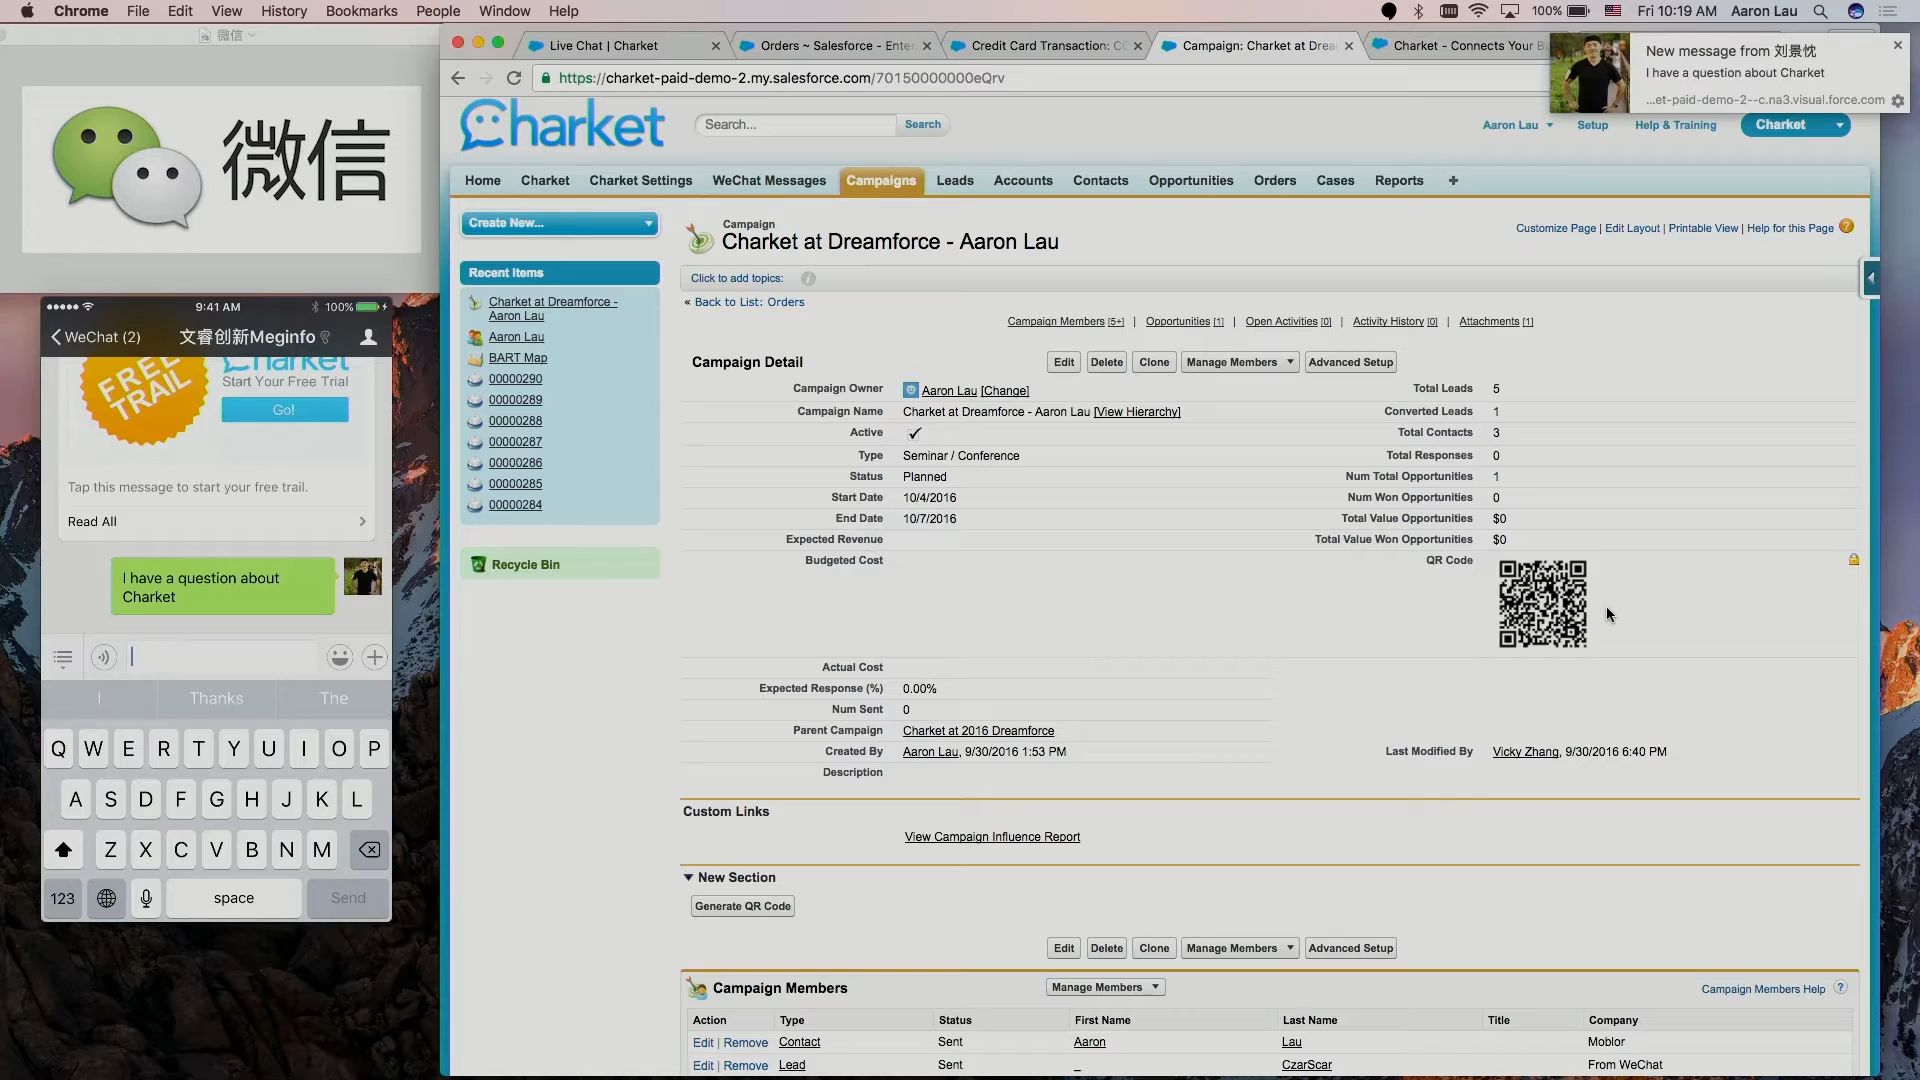 Chrome File Edit View History Bookmarks People Window Help
100% Fri 10:19 AM Aaron Lau
微信
微信
Live Chat | Charket
Orders ~ Salesforce - Enter
Credit Card Transaction: CC
Campaign: Charket at Drea
Charket - Connects Your B
https://charket-paid-demo-2.my.salesforce.com/70150000000eQrv
New message from 刘景忱
I have a question about Charket
...et-paid-demo-2--c.na3.visual.force.com
Charket
Search...
Search
Aaron Lau Setup Help & Training Charket
Home Charket Charket Settings WeChat Messages Campaigns Leads Accounts Contacts Opportunities Orders Cases Reports +
Create New...
Recent Items
Charket at Dreamforce -
Aaron Lau
Aaron Lau
BART Map
00000290
00000289
00000288
00000287
00000286
00000285
00000284
Recycle Bin
Campaign
Charket at Dreamforce - Aaron Lau
Customize Page | Edit Layout | Printable View | Help for this Page
Click to add topics:
« Back to List: Orders
Campaign Members [5+] | Opportunities [1] | Open Activities [0] | Activity History [0] | Attachments [1]
Campaign Detail
Edit Delete Clone Manage Members Advanced Setup
Campaign Owner Aaron Lau [Change] Total Leads 5
Campaign Name Charket at Dreamforce - Aaron Lau [View Hierarchy] Converted Leads 1
Active Total Contacts 3
Type Seminar / Conference Total Responses 0
Status Planned Num Total Opportunities 1
Start Date 10/4/2016 Num Won Opportunities 0
End Date 10/7/2016 Total Value Opportunities $0
Expected Revenue Total Value Won Opportunities $0
Budgeted Cost QR Code
Actual Cost
Expected Response (%) 0.00%
Num Sent 0
Parent Campaign Charket at 2016 Dreamforce
Created By Aaron Lau, 9/30/2016 1:53 PM Last Modified By Vicky Zhang, 9/30/2016 6:40 PM
Description
Custom Links
View Campaign Influence Report
New Section
Generate QR Code
Edit Delete Clone Manage Members Advanced Setup
Campaign Members Manage Members Campaign Members Help
Action Type Status First Name Last Name Title Company
Edit | Remove Contact Sent Aaron Lau Moblor
Edit | Remove Lead Sent _ CzarScar From WeChat
9:41 AM 100%
WeChat (2) 文睿创新Meginfo
FREE
TRAIL
Charket
Start Your Free Trial
Go!
Tap this message to start your free trail.
Read All
I have a question about
Charket
I Thanks The
Q W E R T Y U I O P
A S D F G H J K L
Z X C V B N M
123 space Send